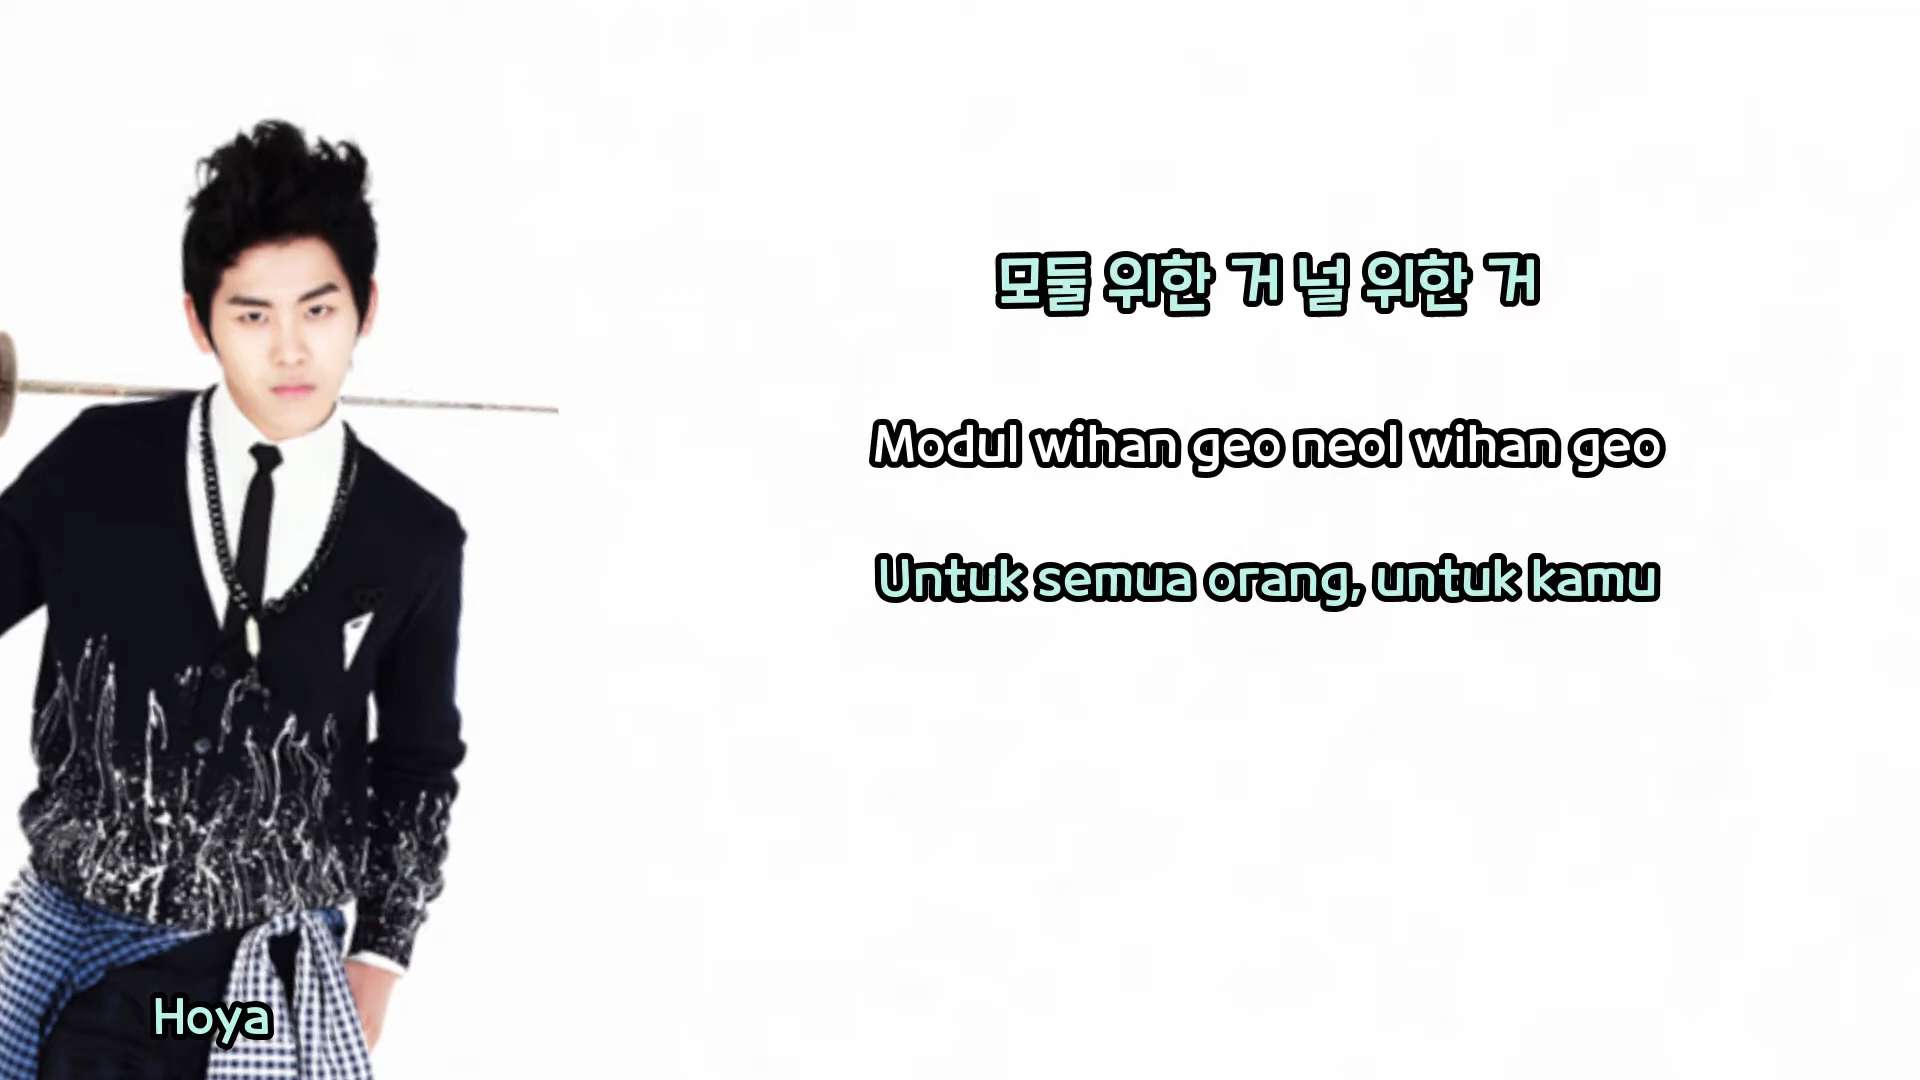 모둘 위한 거 널 위한 거
Modul wihan geo neol wihan geo
Untuk semua orang, untuk kamu
Hoya